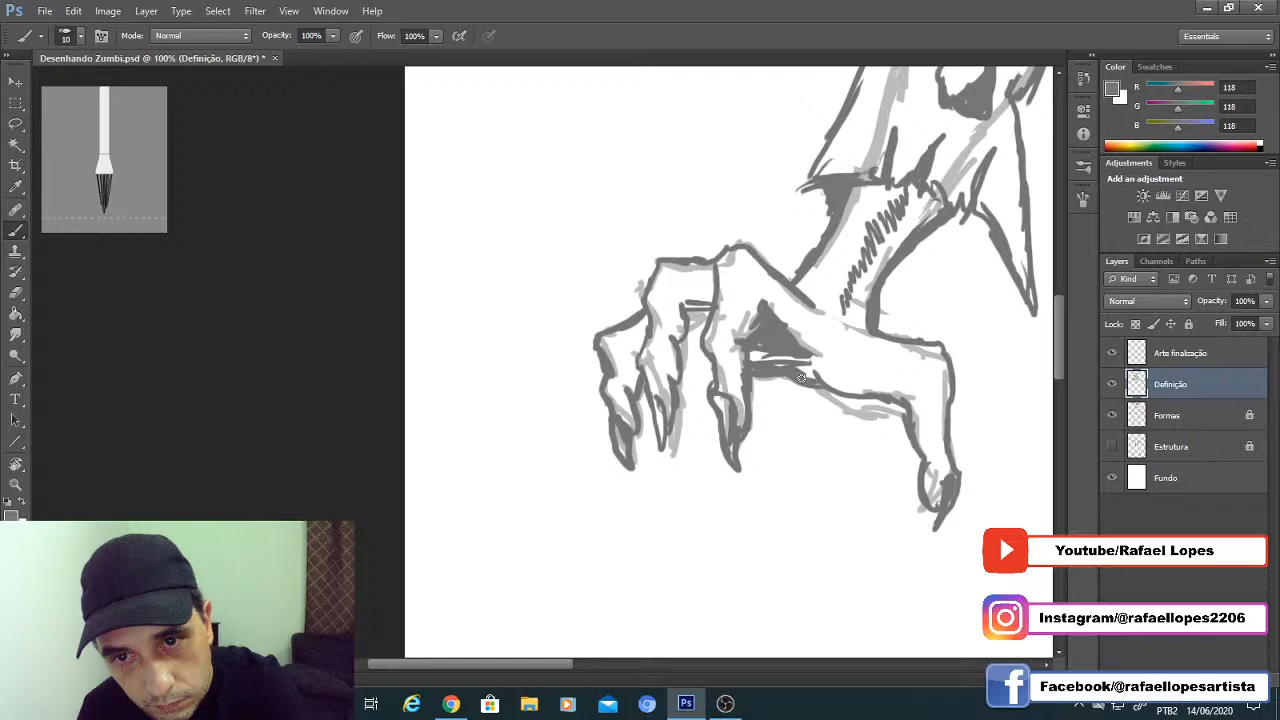 Ps File Edit Image Layer Type Select Filter View Window Help
10 Mode: Normal Opacity: 100% Flow: 100% Essentials
Desenhando Zumbi.psd @ 100% (Definição, RGB/8*) * ×
Color Swatches
R 118
G 118
B 118
Adjustments Styles
Add an adjustment
Layers Channels Paths
Kind
Normal Opacity: 100%
Lock: Fill: 100%
Arte finalização
Definição
Formas
Estrutura
Fundo
Youtube/Rafael Lopes
Instagram/@rafaellopes2206
Facebook/@rafaellopesartista
Ps
PTB2 14/06/2020